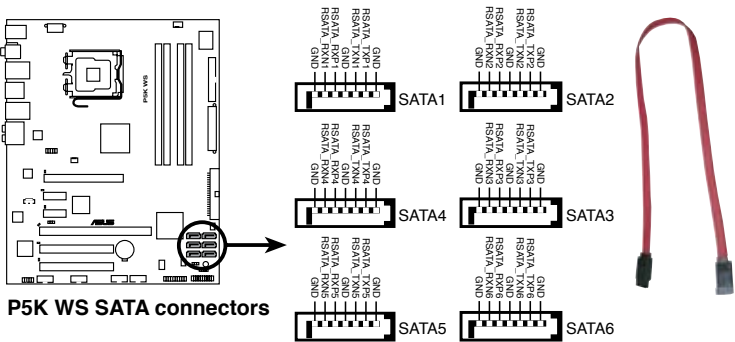 P5K WS
/ISUS
P5K WS SATA connectors
GND
RSATA_RXN1
RSATA_RXP1
GND
RSATA_TXN1
RSATA_TXP1
GND
SATA1
GND
RSATA_RXN2
RSATA_RXP2
GND
RSATA_TXN2
RSATA_TXP2
GND
SATA2
GND
RSATA_RXN4
RSATA_RXP4
GND
RSATA_TXN4
RSATA_TXP4
GND
SATA4
GND
RSATA_RXN3
RSATA_RXP3
GND
RSATA_TXN3
RSATA_TXP3
GND
SATA3
GND
RSATA_RXN5
RSATA_RXP5
GND
RSATA_TXN5
RSATA_TXP5
GND
SATA5
GND
RSATA_RXN6
RSATA_RXP6
GND
RSATA_TXN6
RSATA_TXP6
GND
SATA6